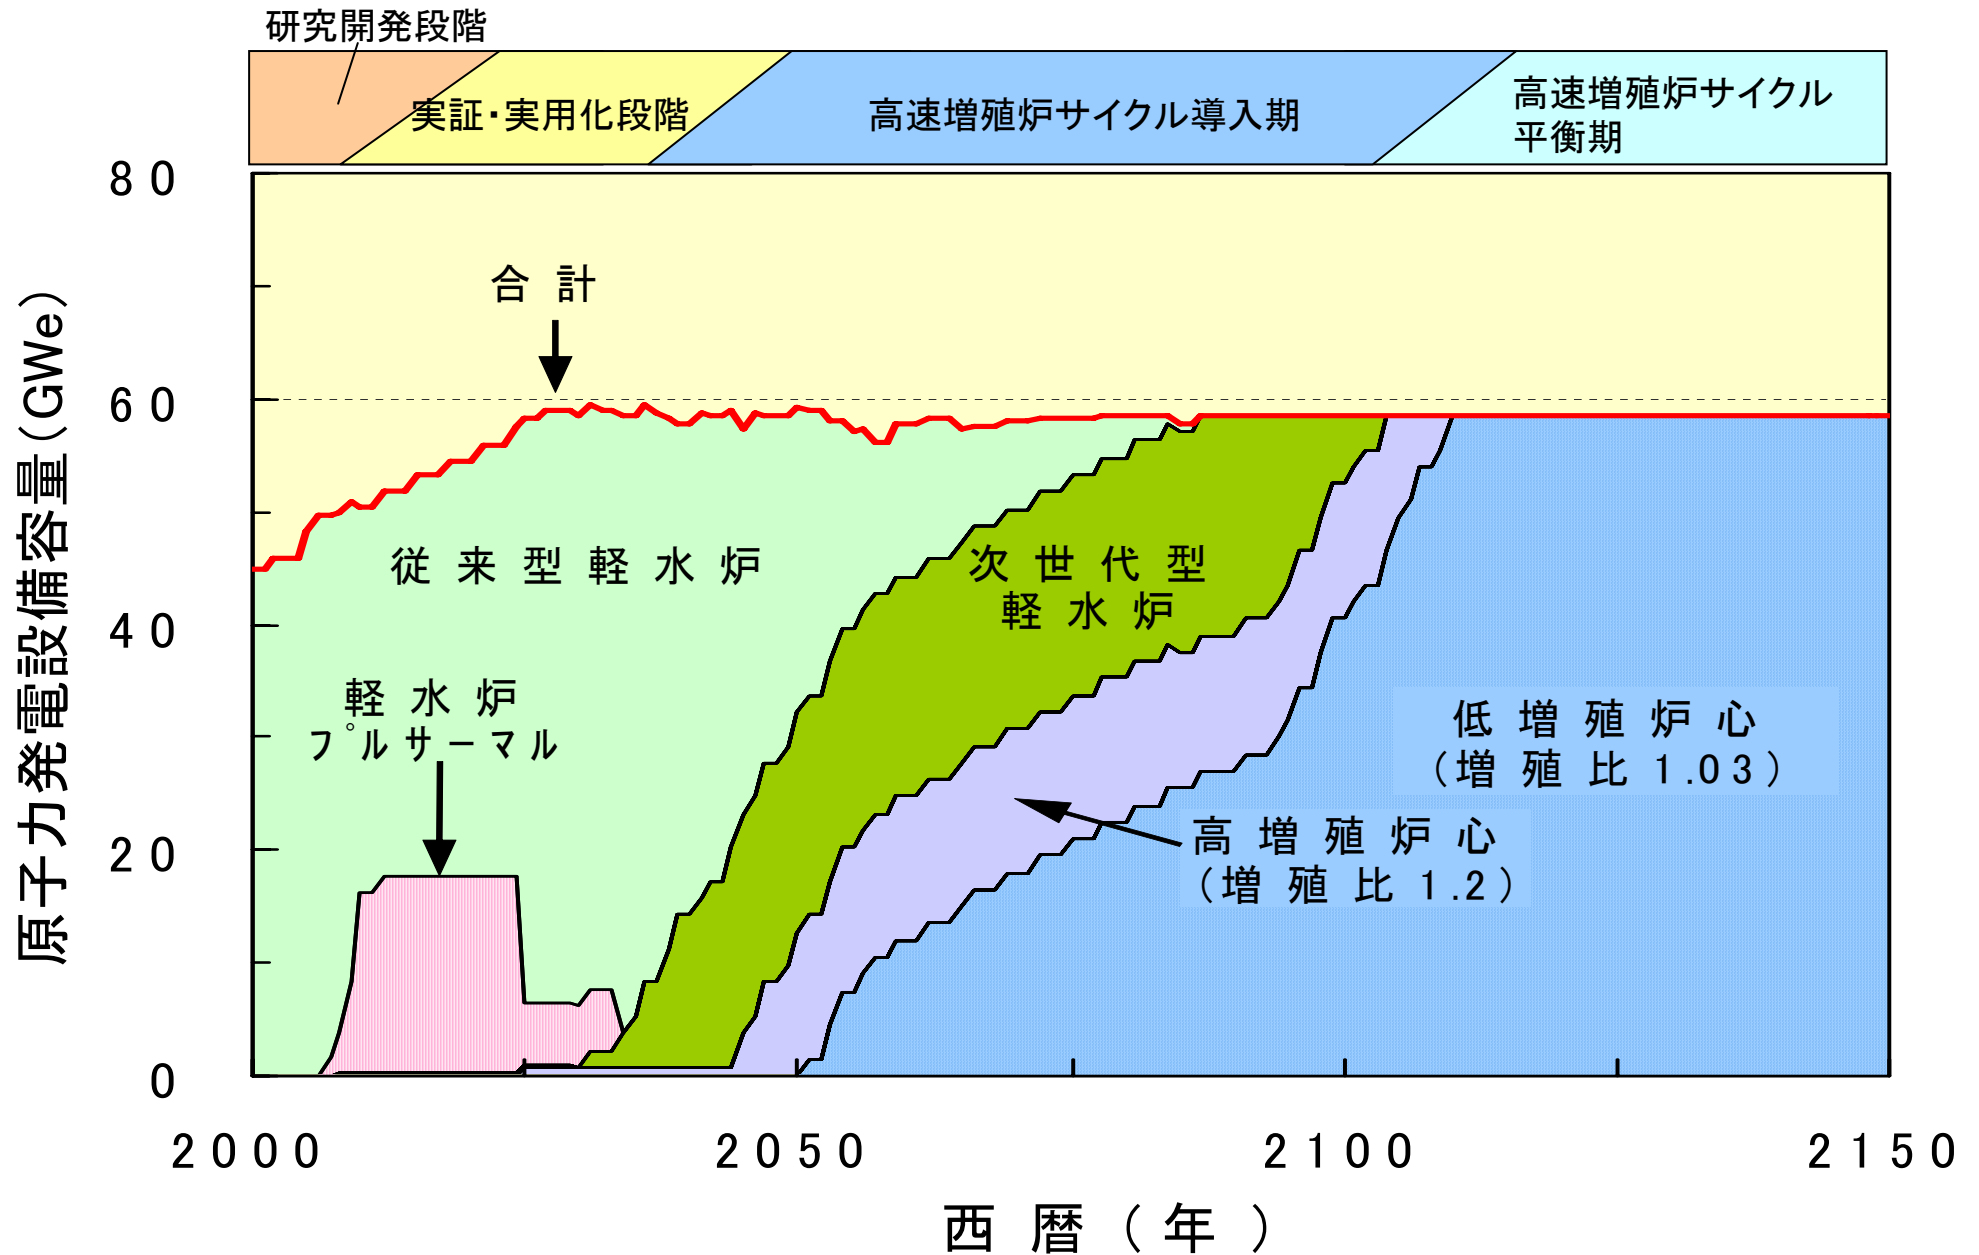 研究開発段階
実証・実用化段階
高速増殖炉サイクル導入期
高速増殖炉サイクル
平衡期
原子力発電設備容量(GWe)
80
60
40
20
0
合計
従来型軽水炉
次世代型
軽水炉
軽水炉
プルサーマル
低増殖炉心
(増殖比1.03)
高増殖炉心
(増殖比1.2)
2000
2050
2100
2150
西暦(年)